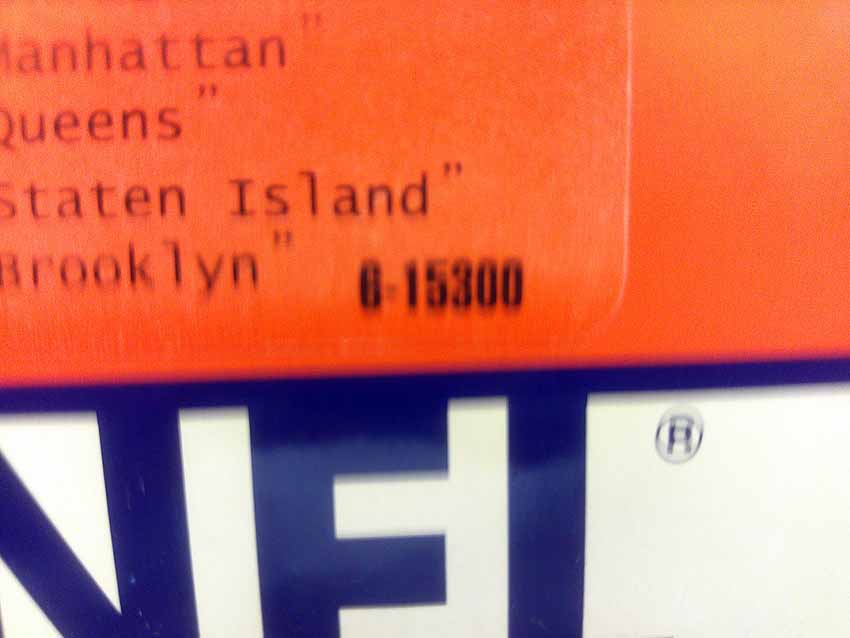 Manhattan"
Queens"
Staten Island"
Brooklyn"
6-15300
®